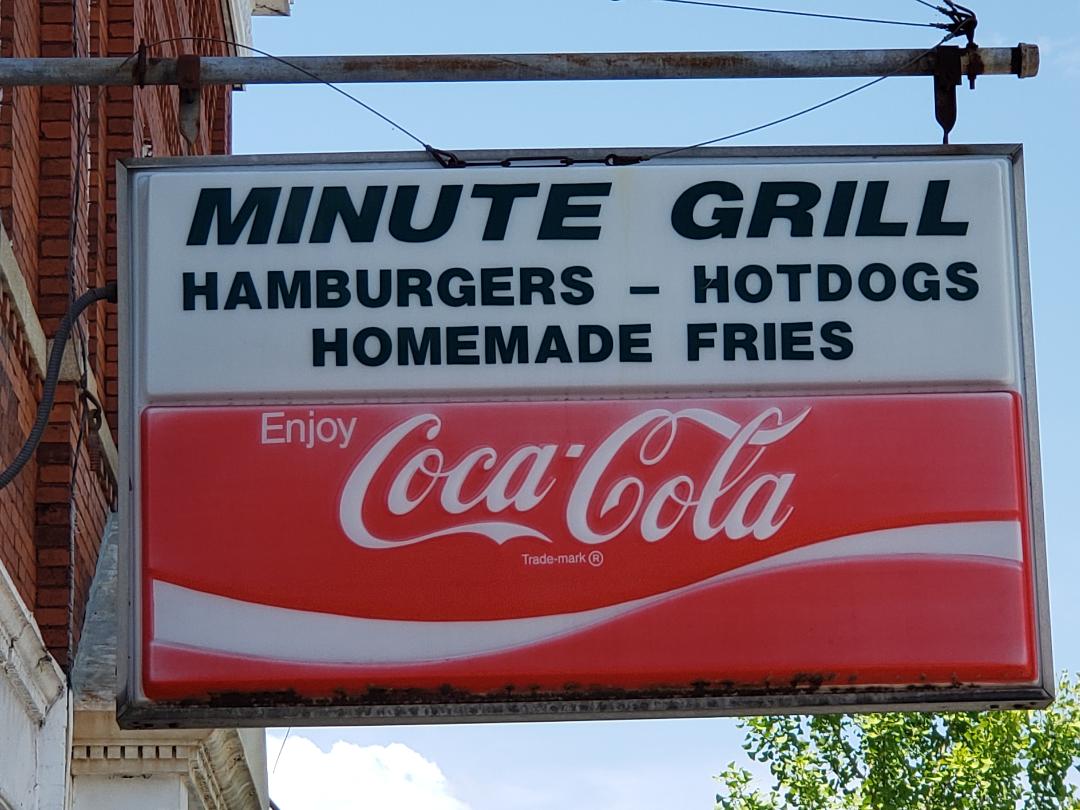 MINUTE GRILL
HAMBURGERS – HOTDOGS
HOMEMADE FRIES
Enjoy
Coca-Cola
Trade-mark ®